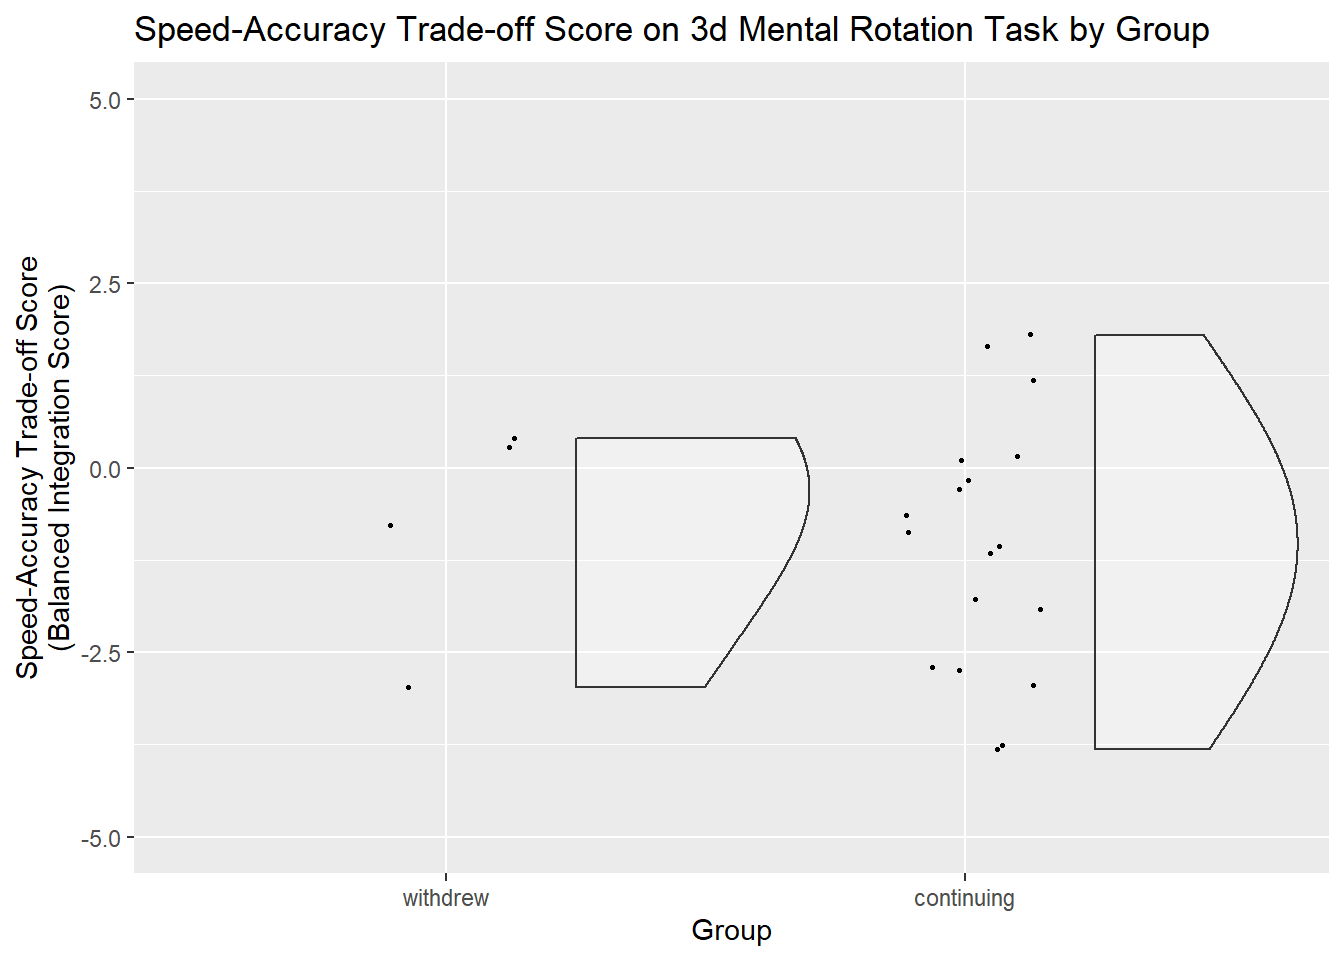 Speed-Accuracy Trade-off Score on 3d Mental Rotation Task by Group
Speed-Accuracy Trade-off Score
(Balanced Integration Score)
5.0
2.5
0.0
-2.5
-5.0
withdrew
continuing
Group